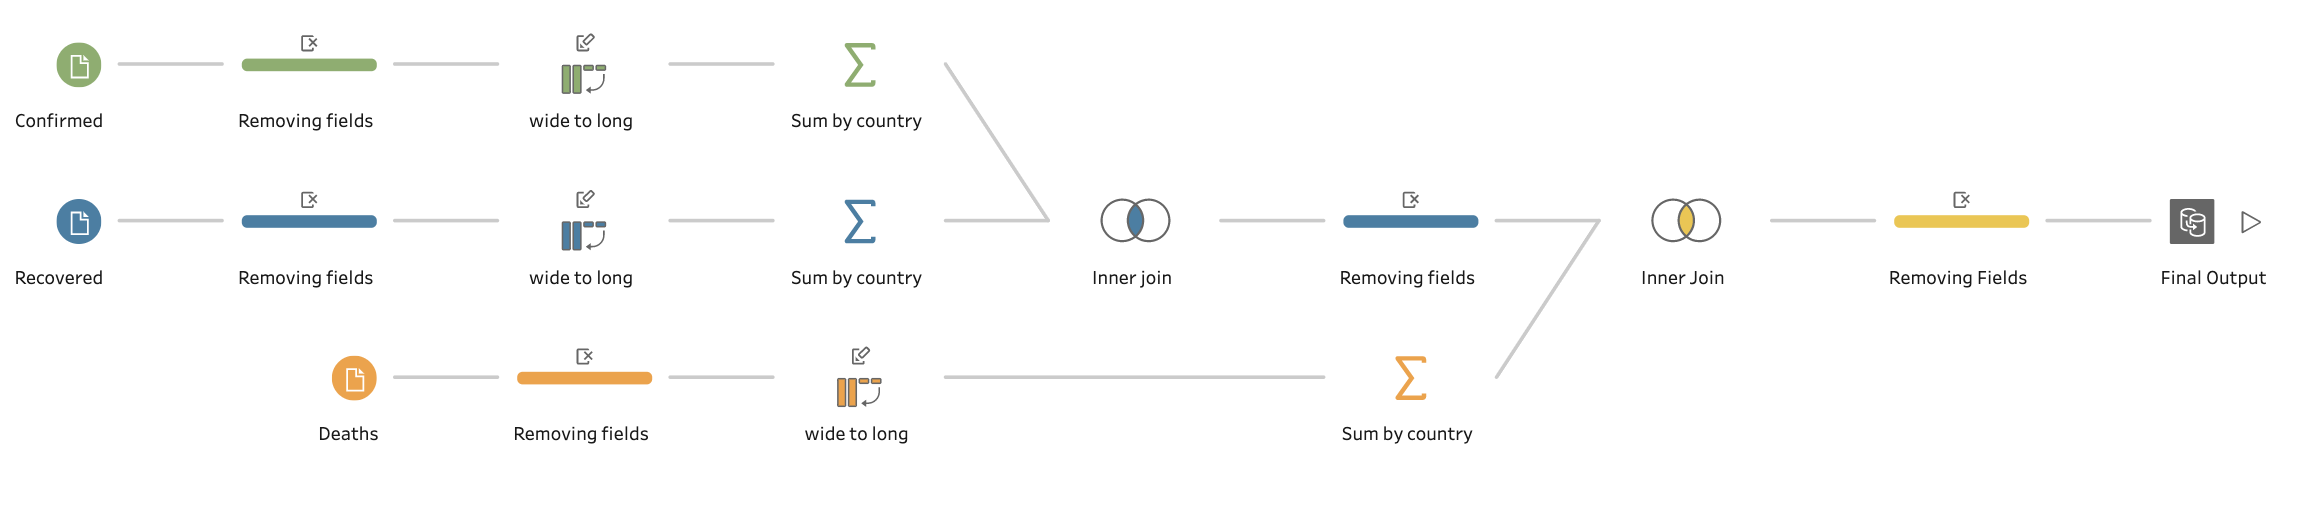 Confirmed
Removing fields
wide to long
Sum by country
Recovered
Removing fields
wide to long
Sum by country
Inner join
Removing fields
Inner Join
Removing Fields
Final Output
Deaths
Removing fields
wide to long
Sum by country